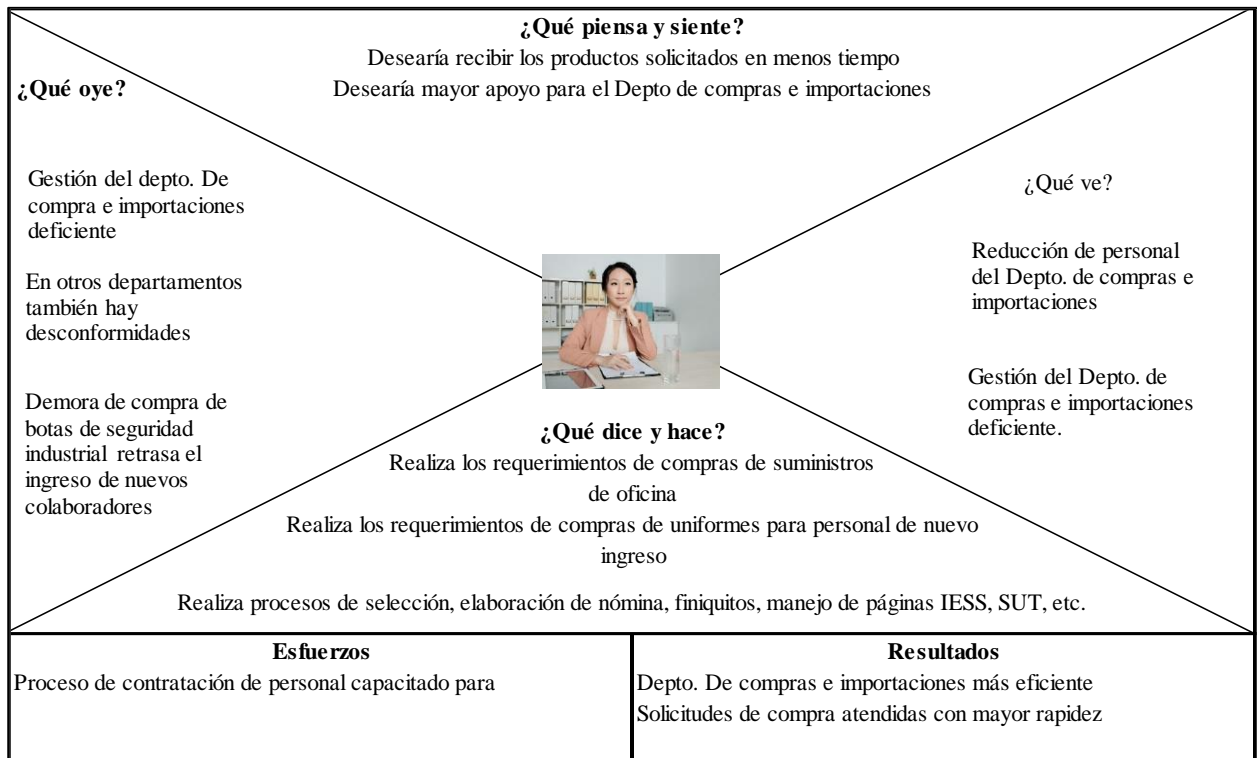 ¿Qué piensa y siente?
Desearía recibir los productos solicitados en menos tiempo
Desearía mayor apoyo para el Depto de compras e importaciones
¿Qué oye?
Gestión del depto. De
compra e importaciones
deficiente
En otros departamentos
también hay
desconformidades
Demora de compra de
botas de seguridad
industrial retrasa el
ingreso de nuevos
colaboradores
¿Qué ve?
Reducción de personal
del Depto. de compras e
importaciones
Gestión del Depto. de
compras e importaciones
deficiente.
¿Qué dice y hace?
Realiza los requerimientos de compras de suministros
de oficina
Realiza los requerimientos de compras de uniformes para personal de nuevo
ingreso
Realiza procesos de selección, elaboración de nómina, finiquitos, manejo de páginas IESS, SUT, etc.
Esfuerzos
Proceso de contratación de personal capacitado para
Resultados
Depto. De compras e importaciones más eficiente
Solicitudes de compra atendidas con mayor rapidez